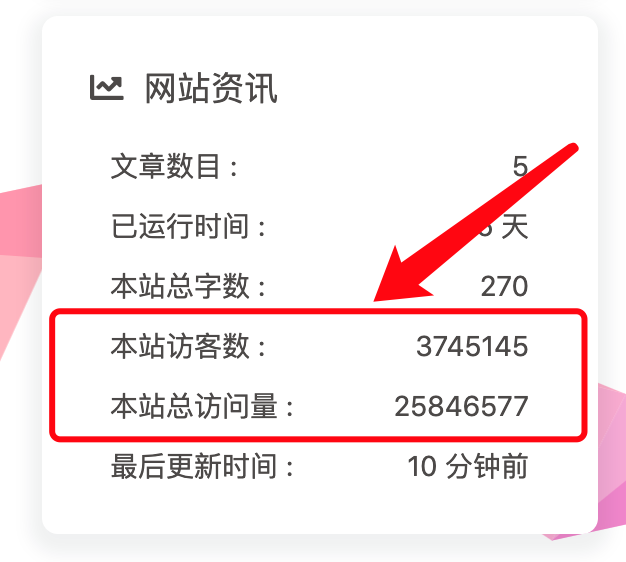 网站资讯
文章数目 : 5
已运行时间 : 天
本站总字数 : 270
本站访客数 : 3745145
本站总访问量 : 25846577
最后更新时间 : 10 分钟前